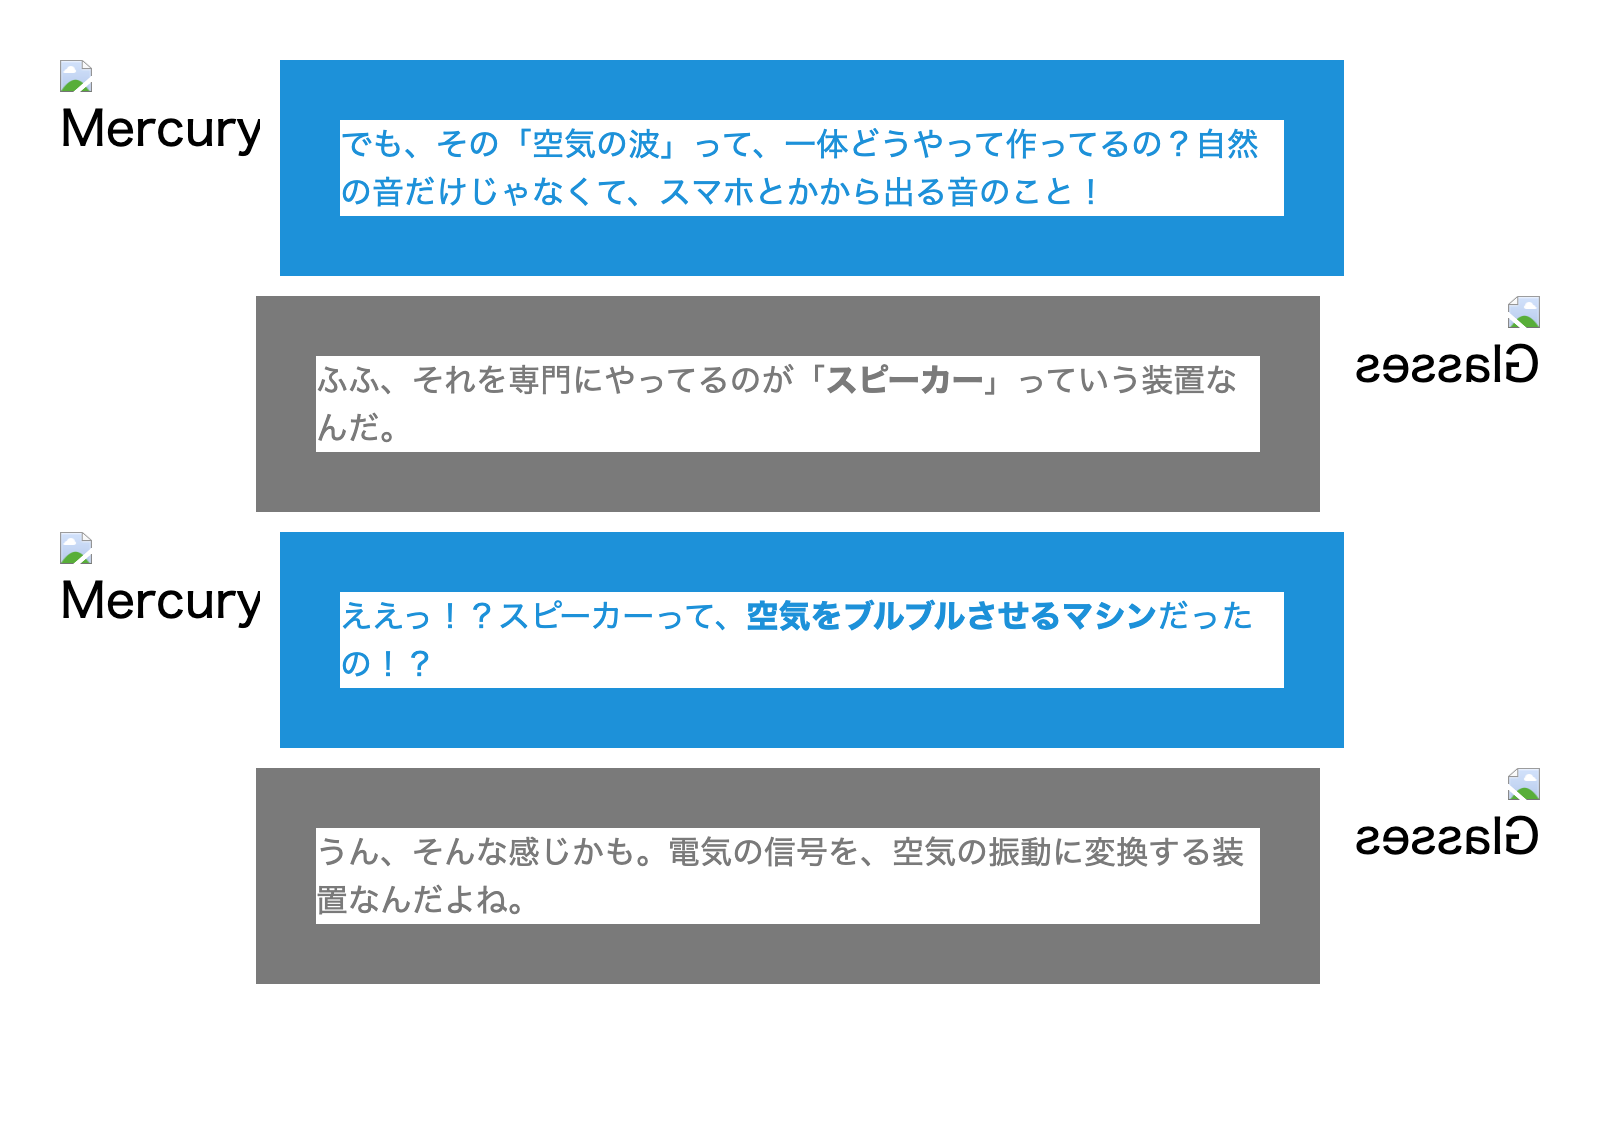 Mercury
でも、その「空気の波」って、一体どうやって作ってるの？自然
の音だけじゃなくて、スマホとかから出る音のこと！
ふふ、それを専門にやってるのが「スピーカー」っていう装置な
んだ。
Glasses
Mercury
ええっ！？スピーカーって、空気をブルブルさせるマシンだった
の！？
うん、そんな感じかも。電気の信号を、空気の振動に変換する装
置なんだよね。
Glasses